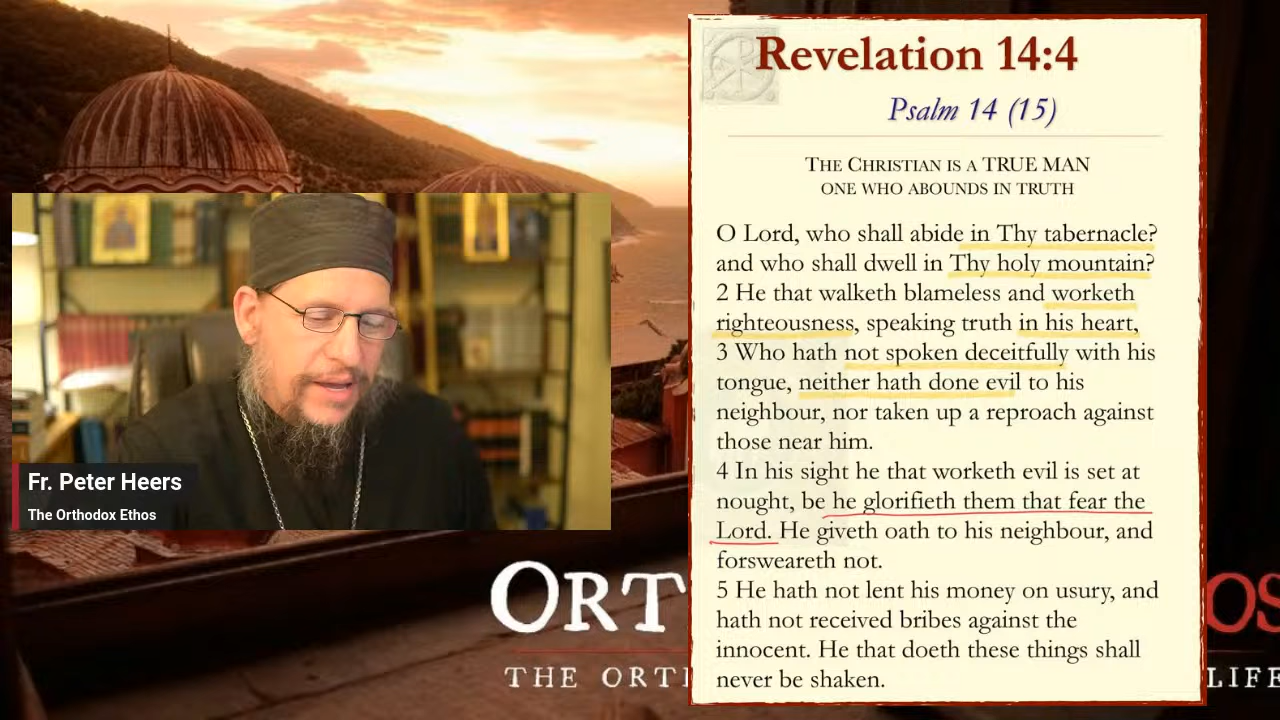 Revelation 14:4
Psalm 14 (15)
THE CHRISTIAN IS A TRUE MAN
ONE WHO ABOUNDS IN TRUTH
O Lord, who shall abide in Thy tabernacle?
and who shall dwell in Thy holy mountain?
2 He that walketh blameless and worketh
righteousness, speaking truth in his heart,
3 Who hath not spoken deceitfully with his
tongue, neither hath done evil to his
neighbour, nor taken up a reproach against
those near him.
4 In his sight he that worketh evil is set at
nought, be he glorifieth them that fear the
Lord. He giveth oath to his neighbour, and
forsweareth not.
5 He hath not lent his money on usury, and
hath not received bribes against the
innocent. He that doeth these things shall
never be shaken.
Fr. Peter Heers
The Orthodox Ethos
ORT OS
THE ORT LIFE